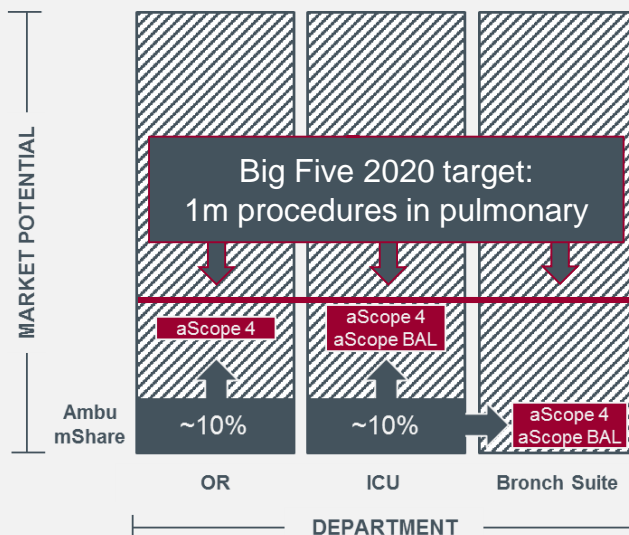 MARKET POTENTIAL
Big Five 2020 target:
1m procedures in pulmonary
aScope 4
aScope 4
aScope BAL
Ambu
mShare
~10%
~10%
aScope 4
aScope BAL
OR
ICU
Bronch Suite
DEPARTMENT